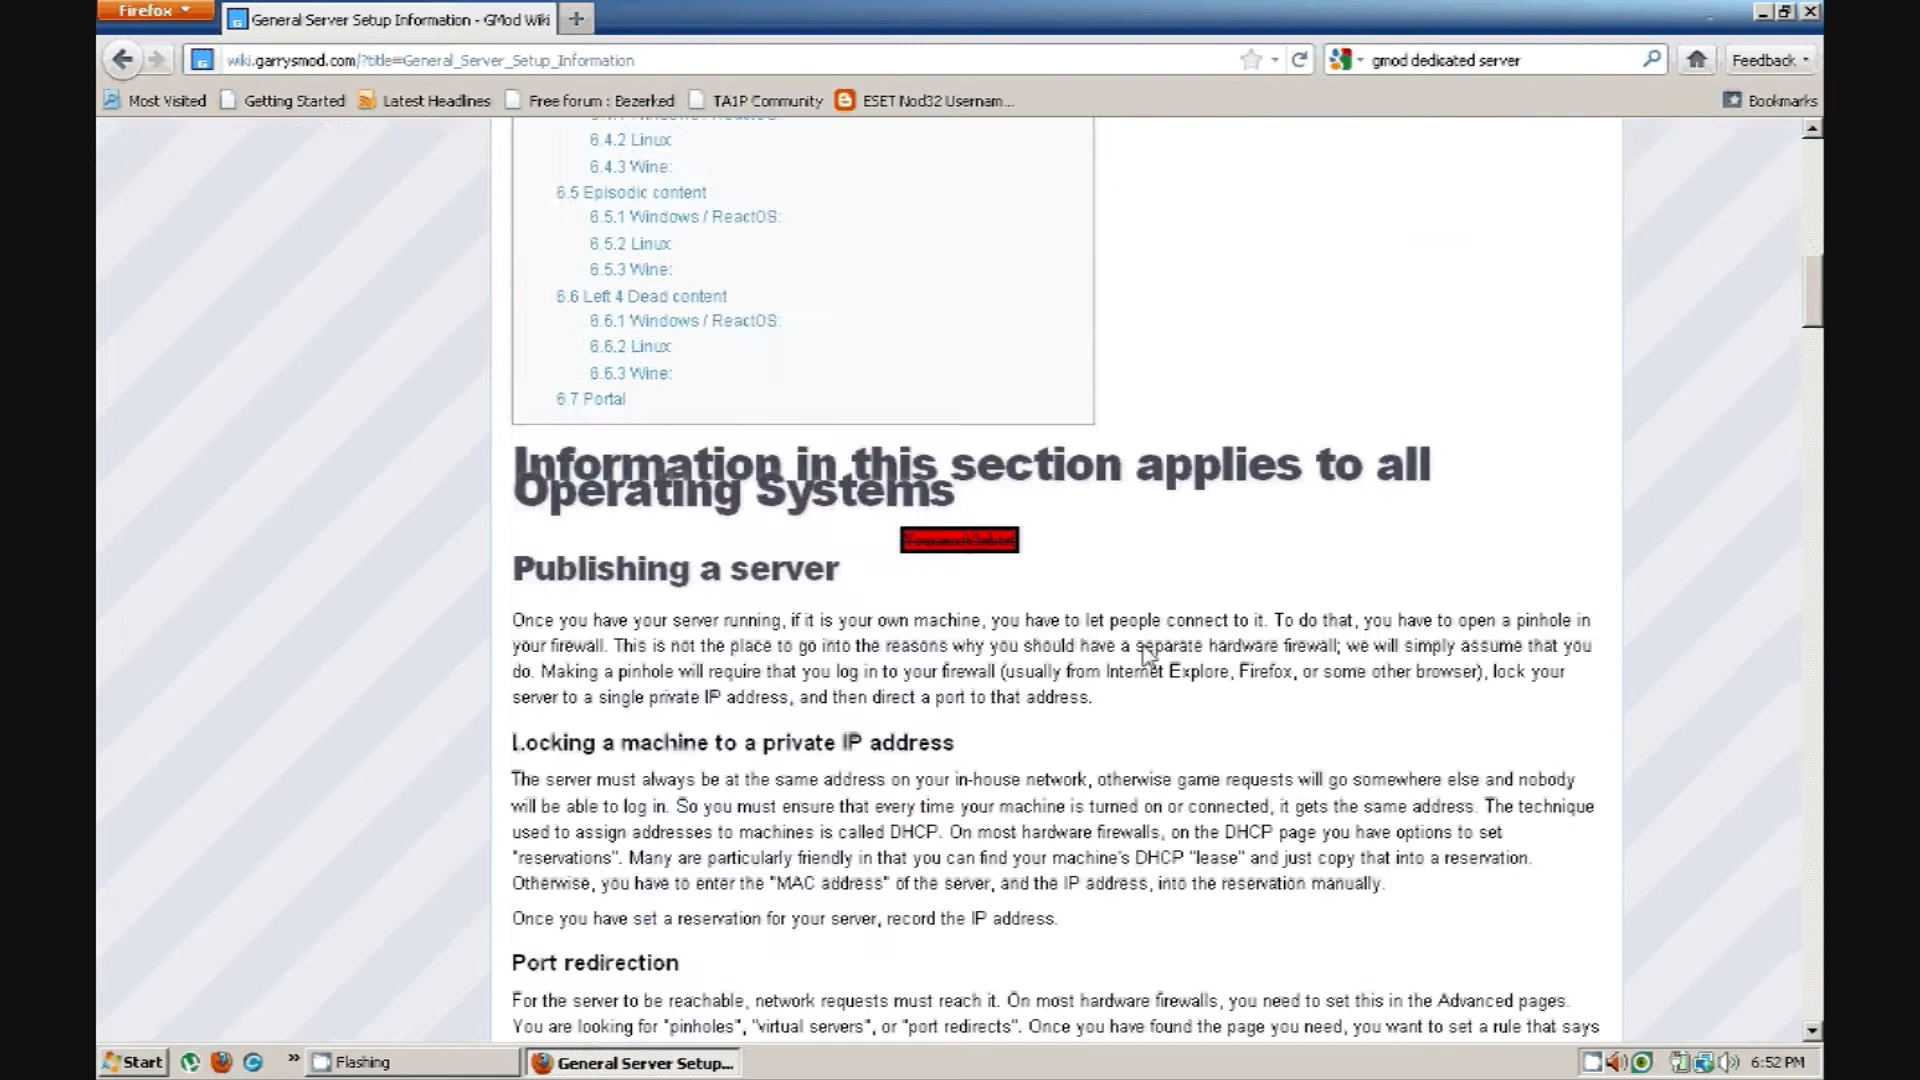 Firefox
General Server Setup Information - GMod Wiki
wiki.garrysmod.com/?title=General_Server_Setup_Information
gmod dedicated server
Feedback
Most Visited
Getting Started
Latest Headlines
Free forum : Bezerked
TA1P Community
ESET Nod32 Usernam...
Bookmarks
6.4.2 Linux
6.4.3 Wine:
6.5 Episodic content
6.5.1 Windows / ReactOS:
6.5.2 Linux
6.5.3 Wine:
6.6 Left 4 Dead content
6.6.1 Windows / ReactOS:
6.6.2 Linux
6.6.3 Wine:
6.7 Portal
Information in this section applies to all
Operating Systems
Publishing a server
Once you have your server running, if it is your own machine, you have to let people connect to it. To do that, you have to open a pinhole in
your firewall. This is not the place to go into the reasons why you should have a separate hardware firewall; we will simply assume that you
do. Making a pinhole will require that you log in to your firewall (usually from Internet Explore, Firefox, or some other browser), lock your
server to a single private IP address, and then direct a port to that address.
Locking a machine to a private IP address
The server must always be at the same address on your in-house network, otherwise game requests will go somewhere else and nobody
will be able to log in. So you must ensure that every time your machine is turned on or connected, it gets the same address. The technique
used to assign addresses to machines is called DHCP. On most hardware firewalls, on the DHCP page you have options to set
"reservations". Many are particularly friendly in that you can find your machine's DHCP "lease" and just copy that into a reservation.
Otherwise, you have to enter the "MAC address" of the server, and the IP address, into the reservation manually.
Once you have set a reservation for your server, record the IP address.
Port redirection
For the server to be reachable, network requests must reach it. On most hardware firewalls, you need to set this in the Advanced pages.
You are looking for "pinholes", "virtual servers", or "port redirects". Once you have found the page you need, you want to set a rule that says
Start
Flashing
General Server Setup...
6:52 PM